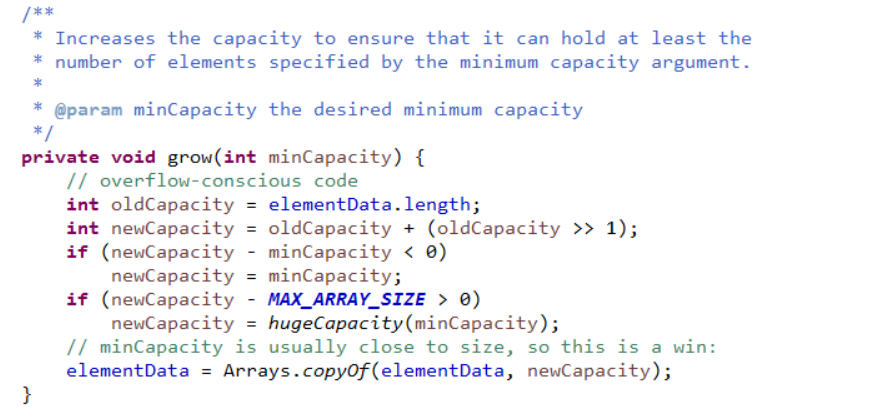 /**
 * Increases the capacity to ensure that it can hold at least the
 * number of elements specified by the minimum capacity argument.
 *
 * @param minCapacity the desired minimum capacity
 */
private void grow(int minCapacity) {
    // overflow-conscious code
    int oldCapacity = elementData.length;
    int newCapacity = oldCapacity + (oldCapacity >> 1);
    if (newCapacity - minCapacity < 0)
        newCapacity = minCapacity;
    if (newCapacity - MAX_ARRAY_SIZE > 0)
        newCapacity = hugeCapacity(minCapacity);
    // minCapacity is usually close to size, so this is a win:
    elementData = Arrays.copyOf(elementData, newCapacity);
}